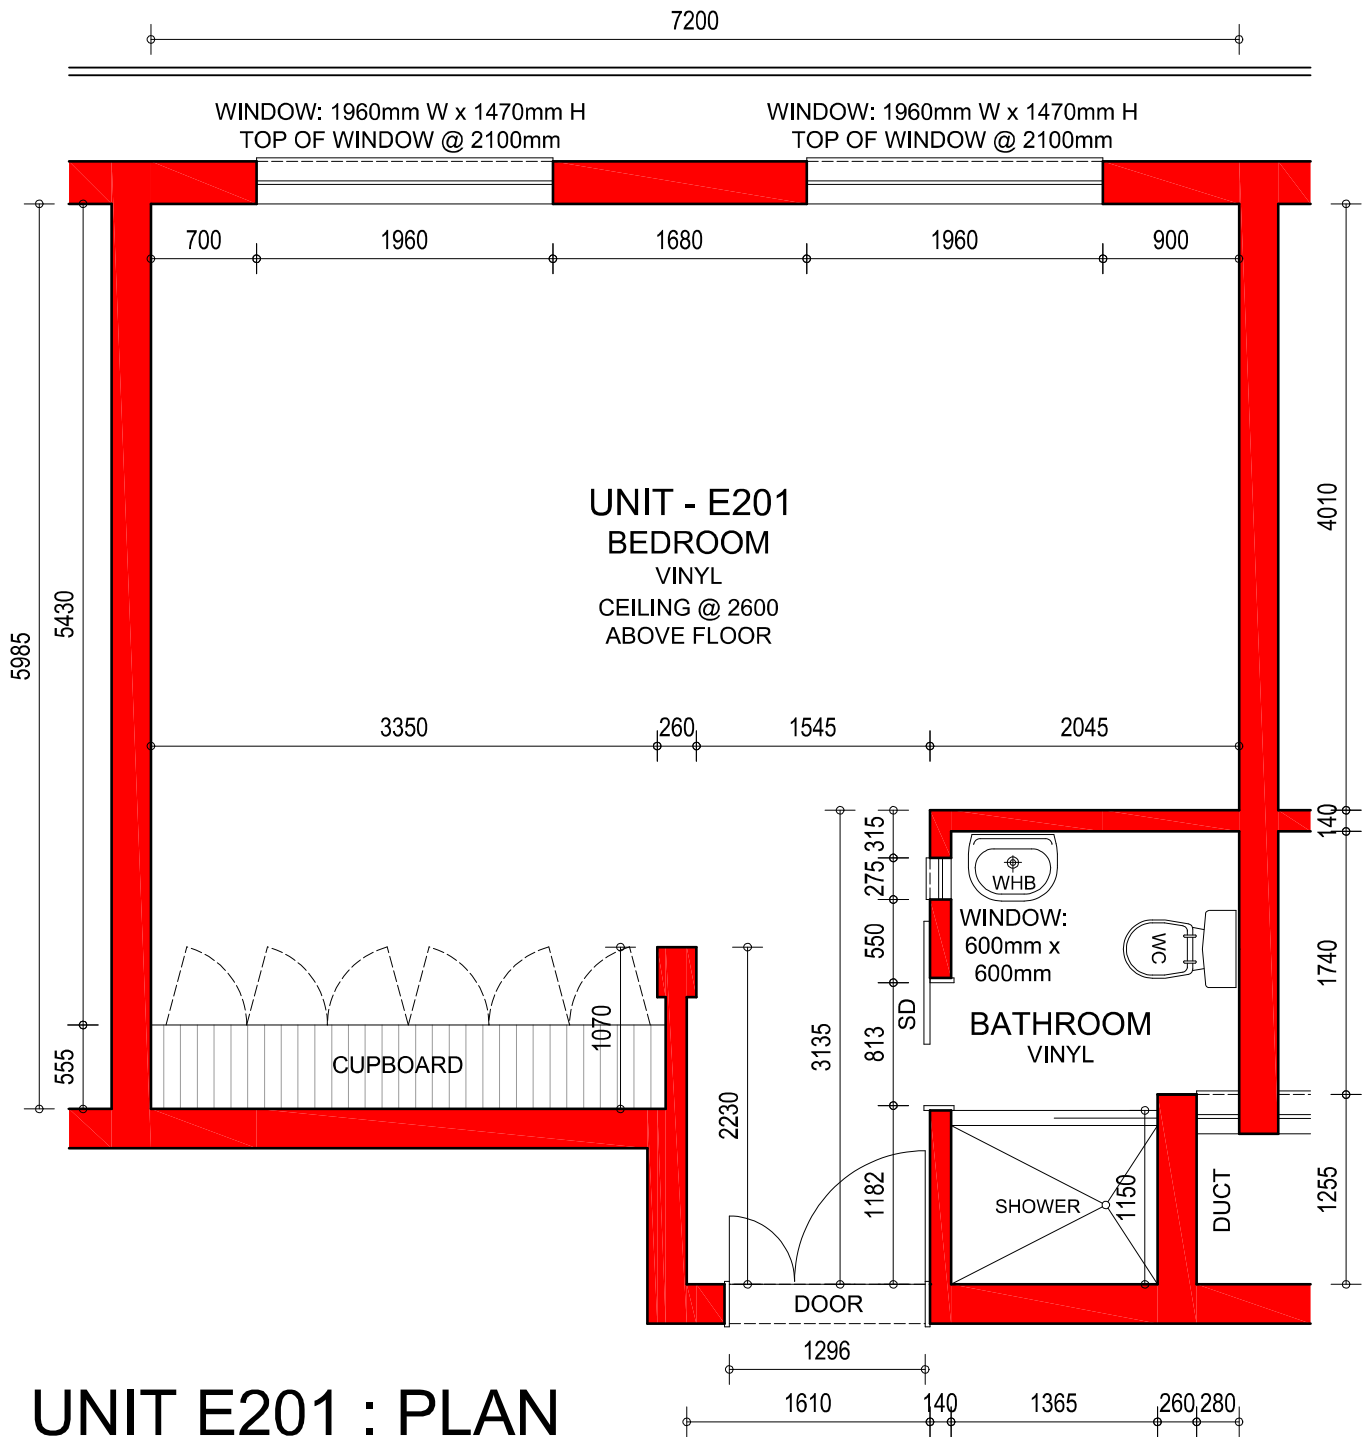 7200
WINDOW: 1960mm W x 1470mm H
TOP OF WINDOW @ 2100mm
WINDOW: 1960mm W x 1470mm H
TOP OF WINDOW @ 2100mm
700
1960
1680
1960
900
UNIT - E201
BEDROOM
VINYL
CEILING @ 2600
ABOVE FLOOR
5985
5430
555
4010
140
1740
1255
3350
260
1545
2045
315
275
550
813
1182
3135
2230
1070
SD
WHB
WINDOW:
600mm x
600mm
WC
BATHROOM
VINYL
CUPBOARD
SHOWER
1150
DUCT
DOOR
1296
1610
140
1365
260
280
UNIT E201 : PLAN